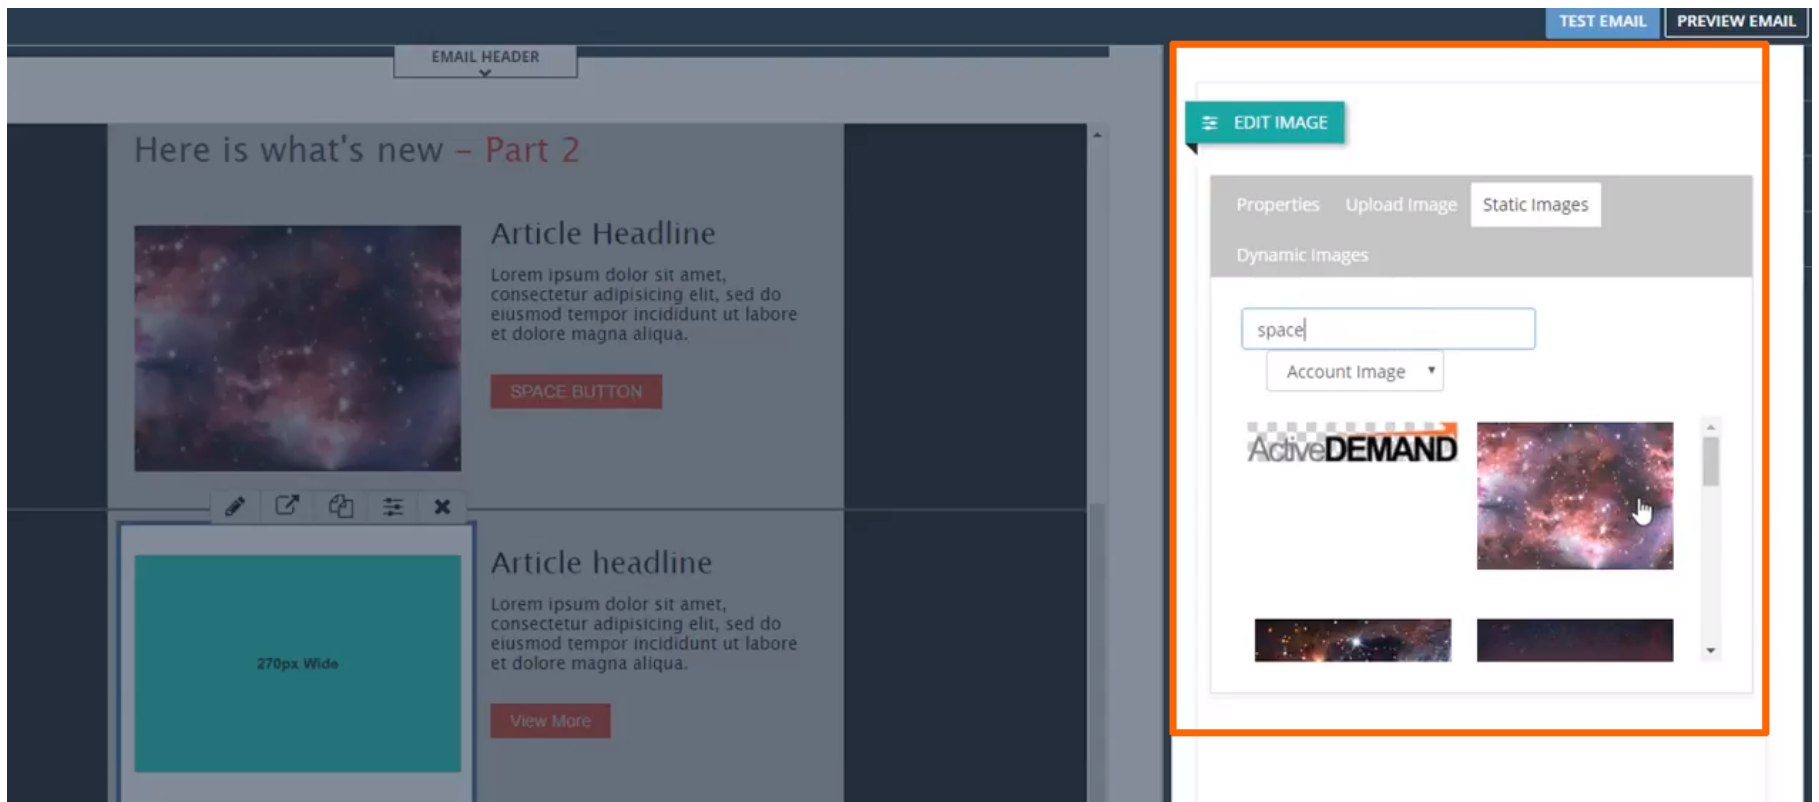 TEST EMAIL
PREVIEW EMAIL
EMAIL HEADER
Here is what's new – Part 2
Article Headline
Lorem ipsum dolor sit amet,
consectetur adipisicing elit, sed do
eiusmod tempor incididunt ut labore
et dolore magna aliqua.
SPACE BUTTON
270px Wide
Article headline
Lorem ipsum dolor sit amet,
consectetur adipisicing elit, sed do
eiusmod tempor incididunt ut labore
et dolore magna aliqua.
View More
EDIT IMAGE
Properties
Upload Image
Static Images
Dynamic Images
space
Account Image
ActiveDEMAND